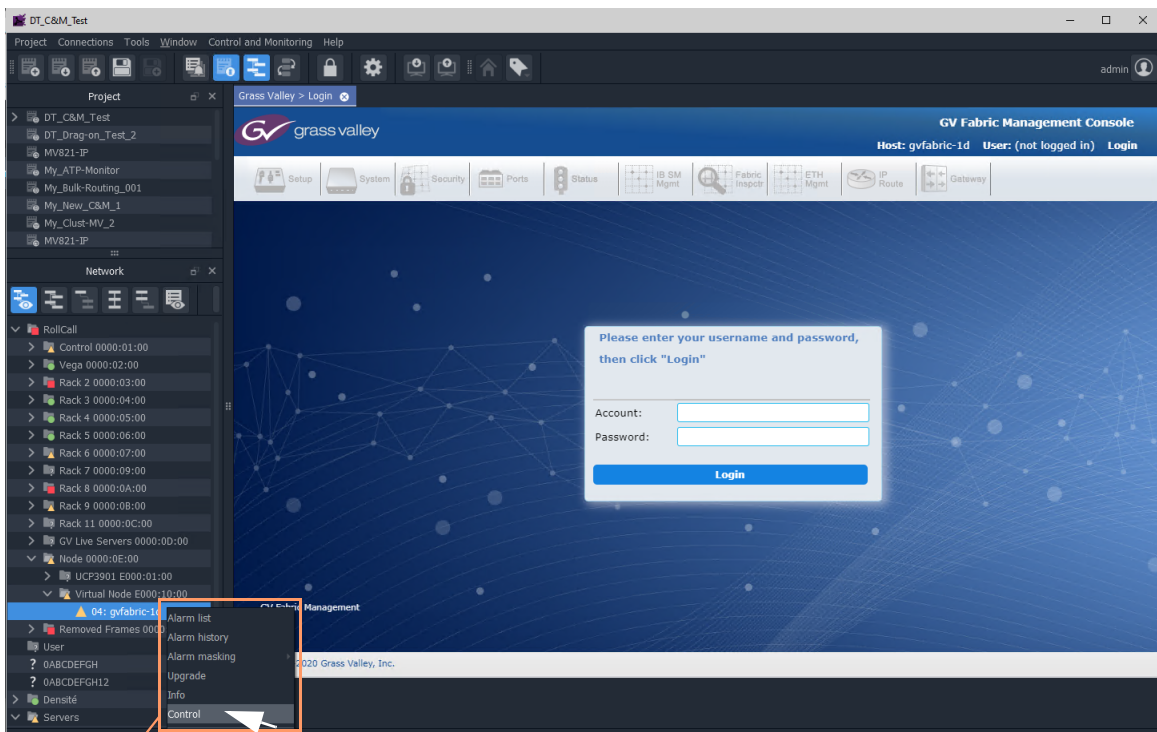 DT_C&M_Test
Project Connections Tools Window Control and Monitoring Help
admin
Project
DT_C&M_Test
DT_Drag-on_Test_2
MV821-IP
My_ATP-Monitor
My_Bulk-Routing_001
My_New_C&M_1
My_Clust-MV_2
MV821-IP
Network
RollCall
Control 0000:01:00
Vega 0000:02:00
Rack 2 0000:03:00
Rack 3 0000:04:00
Rack 4 0000:05:00
Rack 5 0000:06:00
Rack 6 0000:07:00
Rack 7 0000:09:00
Rack 8 0000:0A:00
Rack 9 0000:0B:00
Rack 11 0000:0C:00
GV Live Servers 0000:0D:00
Node 0000:0E:00
UCP3901 E000:01:00
Virtual Node E000:10:00
04: gvfabric-1d
Removed Frames 0000
User
? 0ABCDEFGH
? 0ABCDEFGH12
Densité
Servers
Alarm list
Alarm history
Alarm masking
Upgrade
Info
Control
Grass Valley > Login
GV grass valley
GV Fabric Management Console
Host: gvfabric-1d User: (not logged in) Login
Setup System Security Ports Status IB SM Mgmt Fabric Inspctr ETH Mgmt IP Route Gateway
Please enter your username and password,
then click "Login"
Account:
Password:
Login
GV Fabric Management
2020 Grass Valley, Inc.